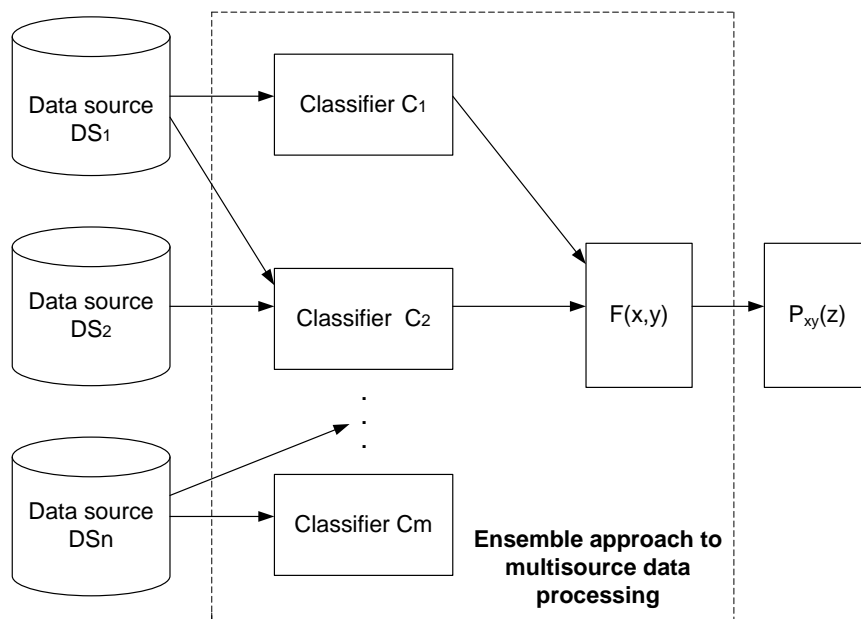 Data source
DS1
Classifier C1
Data source
DS2
Classifier C2
F(x,y)
Pxy(z)
.
.
.
Data source
DSn
Classifier Cm
Ensemble approach to
multisource data
processing